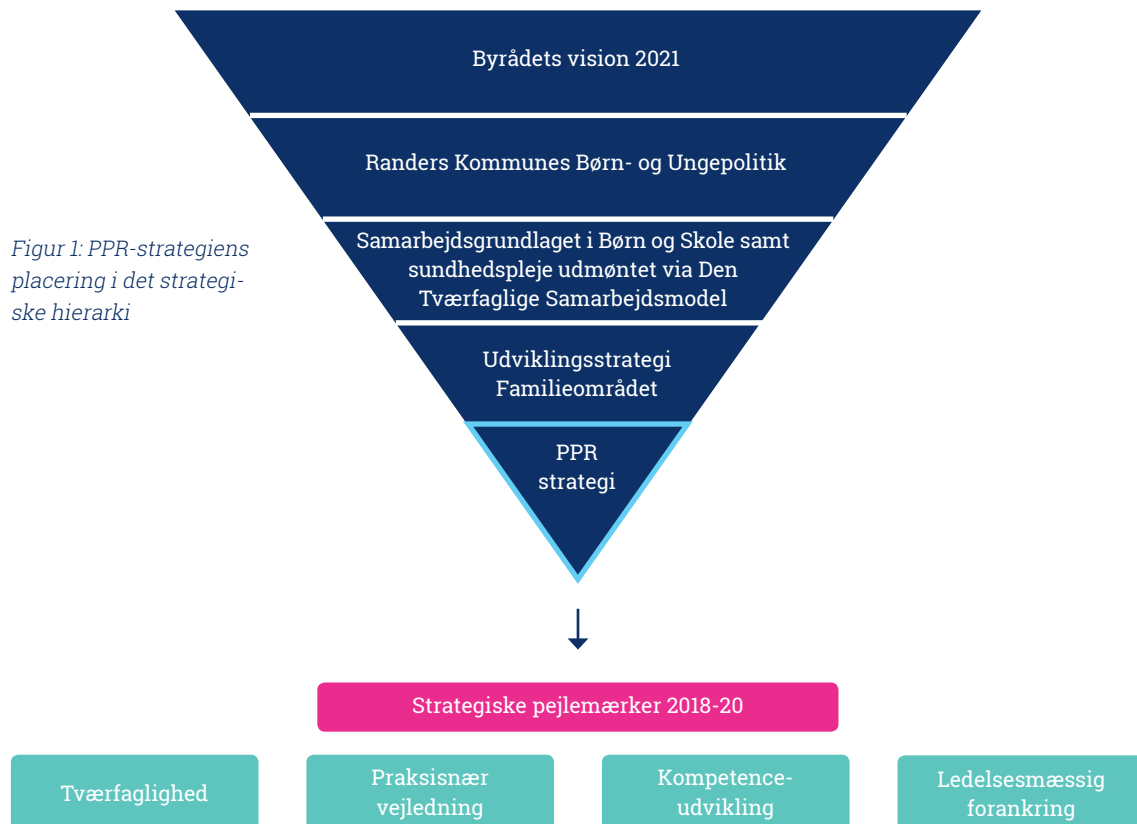 Byrådets vision 2021
Randers Kommunes Børn- og Ungepolitik
Figur 1: PPR-strategiens
placering i det strategi-
ske hierarki
Samarbejdsgrundlaget i Børn og Skole samt
sundhedspleje udmøntet via Den
Tværfaglige Samarbejdsmodel
Udviklingsstrategi
Familieområdet
PPR
strategi
Strategiske pejlemærker 2018-20
Tværfaglighed
Praksisnær
vejledning
Kompetence-
udvikling
Ledelsesmæssig
forankring